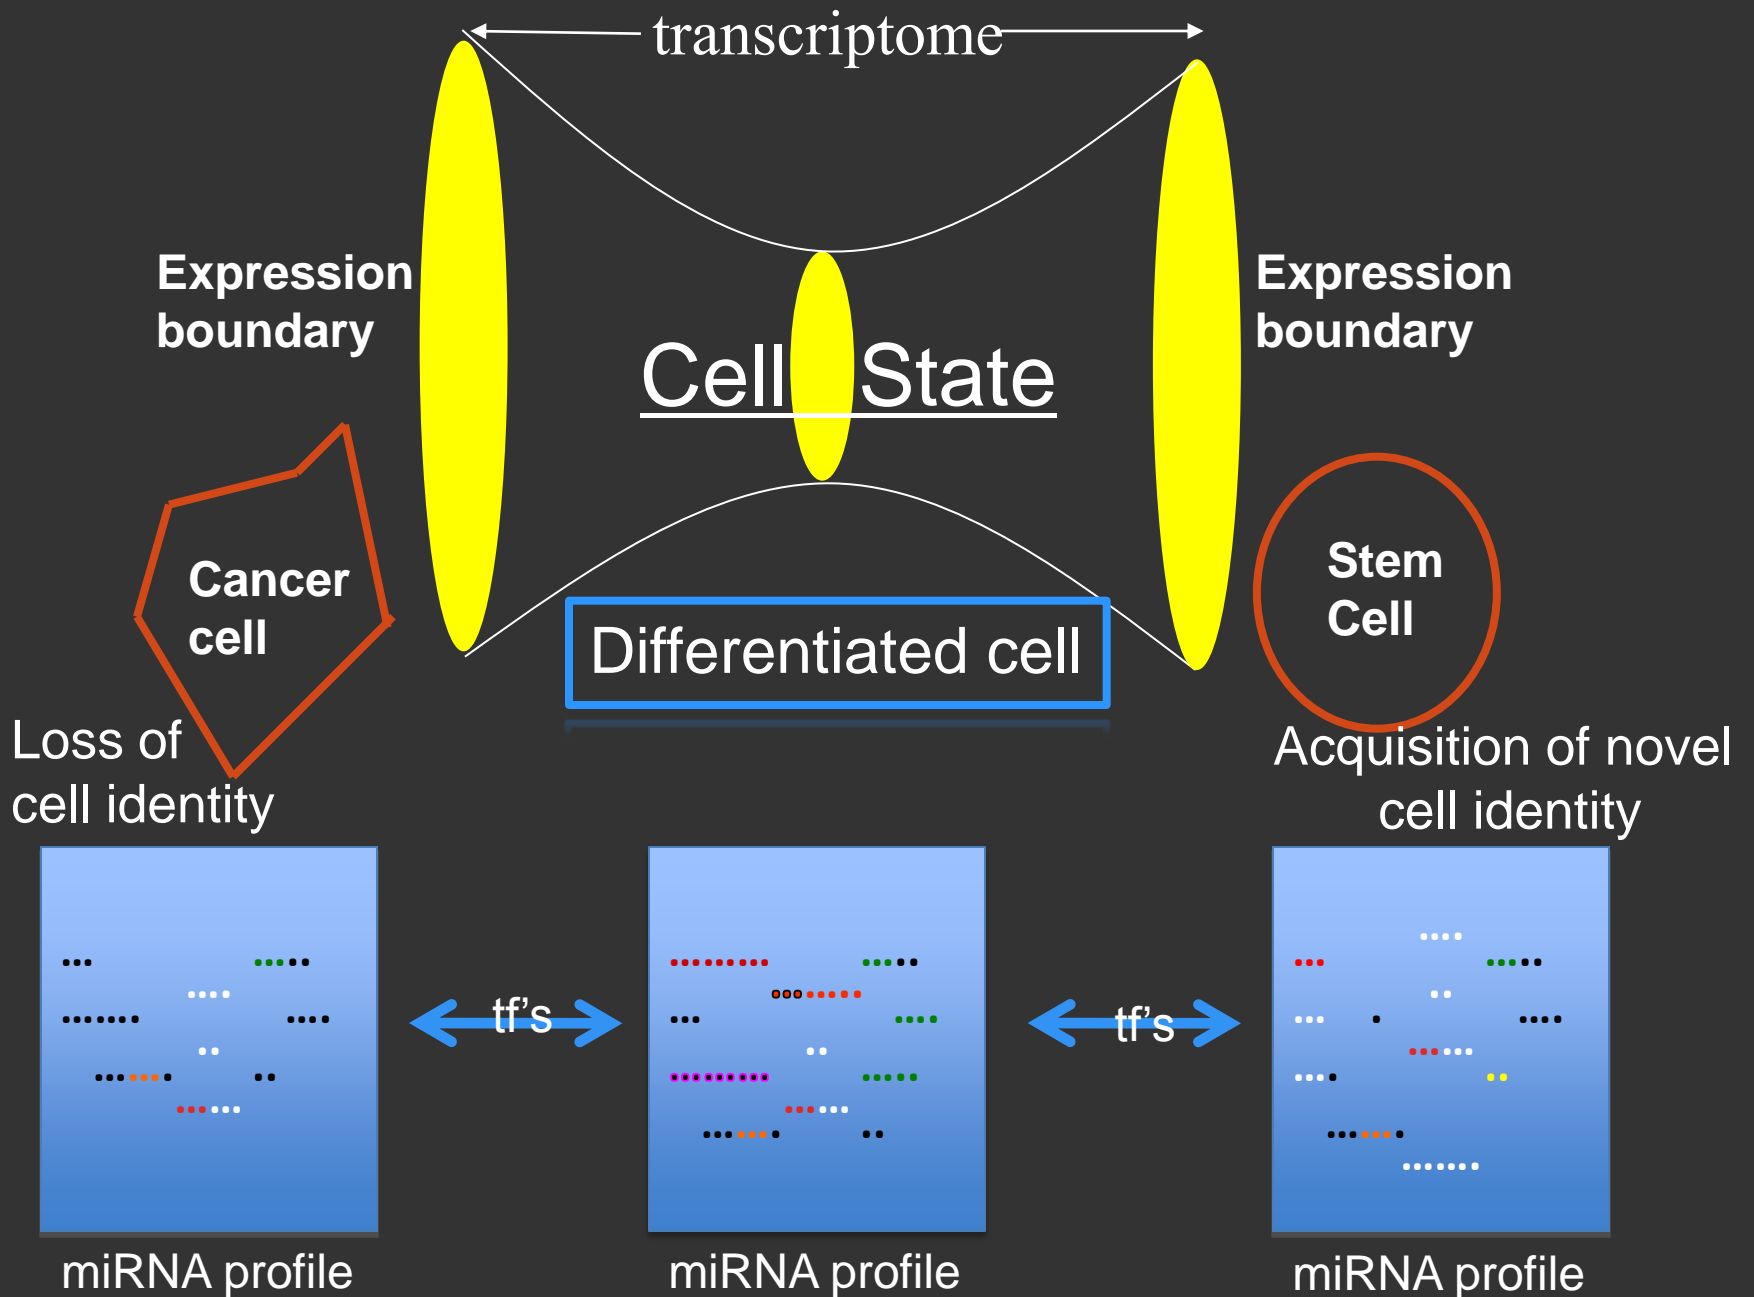 transcriptome
Expression
boundary
Expression
boundary
Cell State
Cancer
cell
Stem
Cell
Differentiated cell
Loss of
cell identity
Acquisition of novel
cell identity
tf’s
tf’s
miRNA profile
miRNA profile
miRNA profile